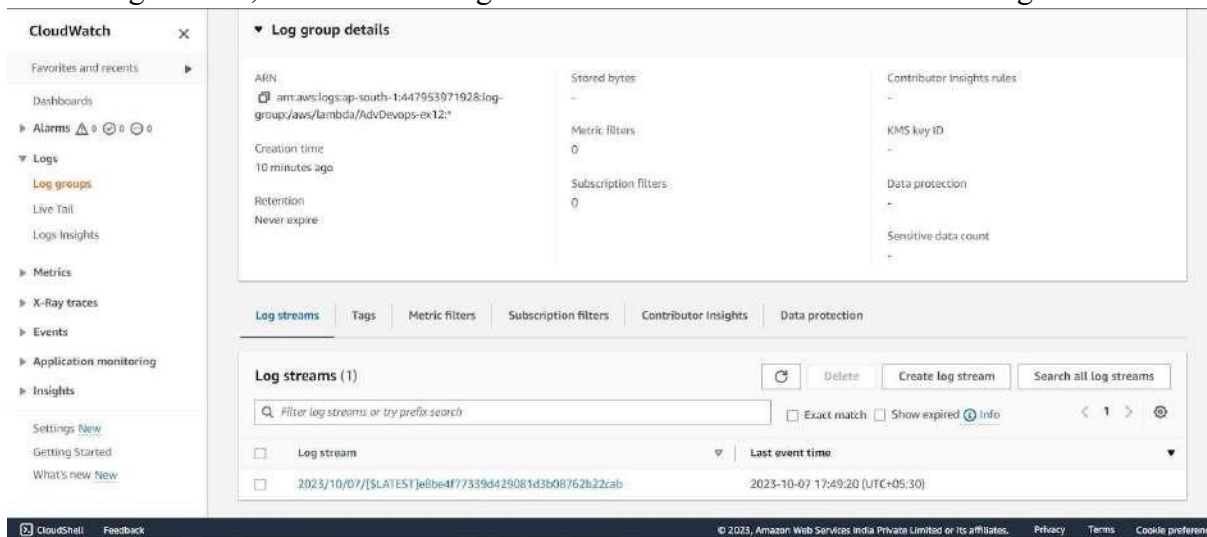 CloudWatch
Favorites and recents
Dashboards
Alarms 0 0 0
Logs
Log groups
Live Tail
Logs Insights
Metrics
X-Ray traces
Events
Application monitoring
Insights
Settings New
Getting Started
What's new New
Log group details
ARN
arn:aws:logs:ap-south-1:447953971928:log-
group:/aws/lambda/AdvDevops-ex12:*
Creation time
10 minutes ago
Retention
Never expire
Stored bytes
-
Metric filters
0
Subscription filters
0
Contributor Insights rules
-
KMS key ID
-
Data protection
-
Sensitive data count
-
Log streams Tags Metric filters Subscription filters Contributor Insights Data protection
Log streams (1)
Delete Create log stream Search all log streams
Filter log streams or try prefix search
Exact match Show expired Info
1
Log stream Last event time
2023/10/07/[$LATEST]e8be4f77339d429081d3b08762b22cab 2023-10-07 17:49:20 (UTC+05:30)
CloudShell Feedback © 2023, Amazon Web Services India Private Limited or its affiliates. Privacy Terms Cookie preferen